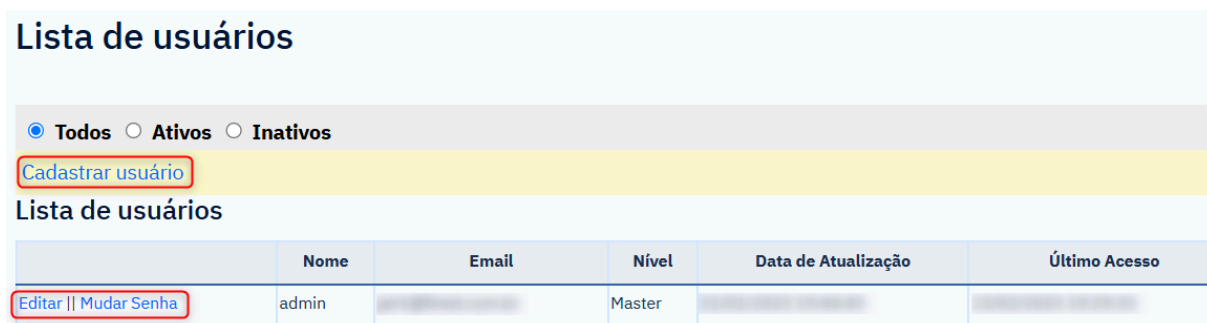 Lista de usuários
Todos Ativos Inativos
Cadastrar usuário
Lista de usuários
Nome Email Nível Data de Atualização Último Acesso
Editar || Mudar Senha admin Master